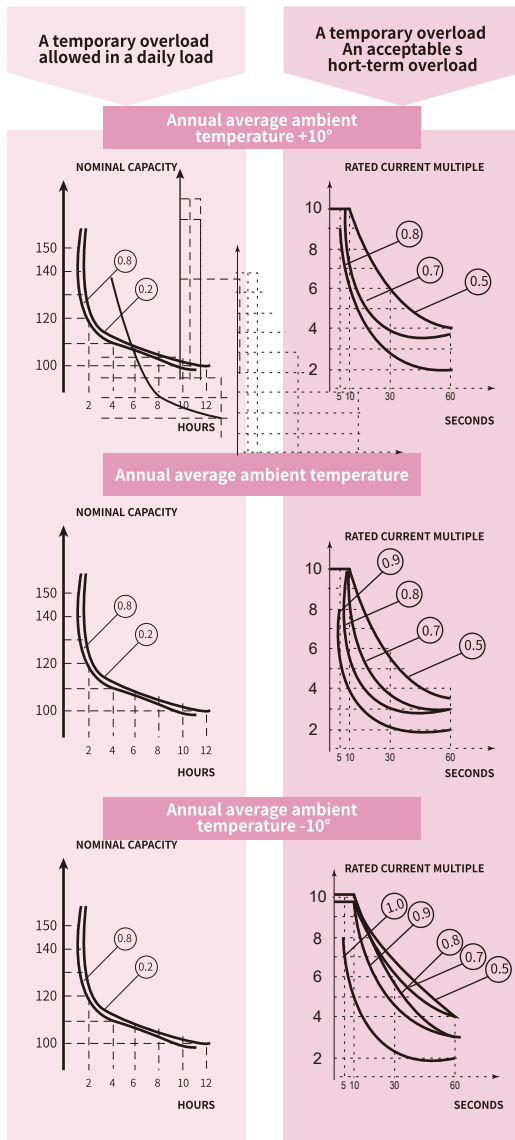 A temporary overload
allowed in a daily load
A temporary overload
An acceptable s
hort-term overload
Annual average ambient
temperature +10°
NOMINAL CAPACITY
150
140
120
100
0.8
0.2
2 4 6 8 10 12
HOURS
RATED CURRENT MULTIPLE
10
8
6
4
2
0.8
0.7
0.5
5 10 30 60
SECONDS
Annual average ambient temperature
NOMINAL CAPACITY
150
140
120
100
0.8
0.2
2 4 6 8 10 12
HOURS
RATED CURRENT MULTIPLE
10
8
6
4
2
0.9
0.8
0.7
0.5
5 10 30 60
SECONDS
Annual average ambient
temperature -10°
NOMINAL CAPACITY
150
140
120
100
0.8
0.2
2 4 6 8 10 12
HOURS
RATED CURRENT MULTIPLE
10
8
6
4
2
1.0
0.9
0.8
0.7
0.5
5 10 30 60
SECONDS